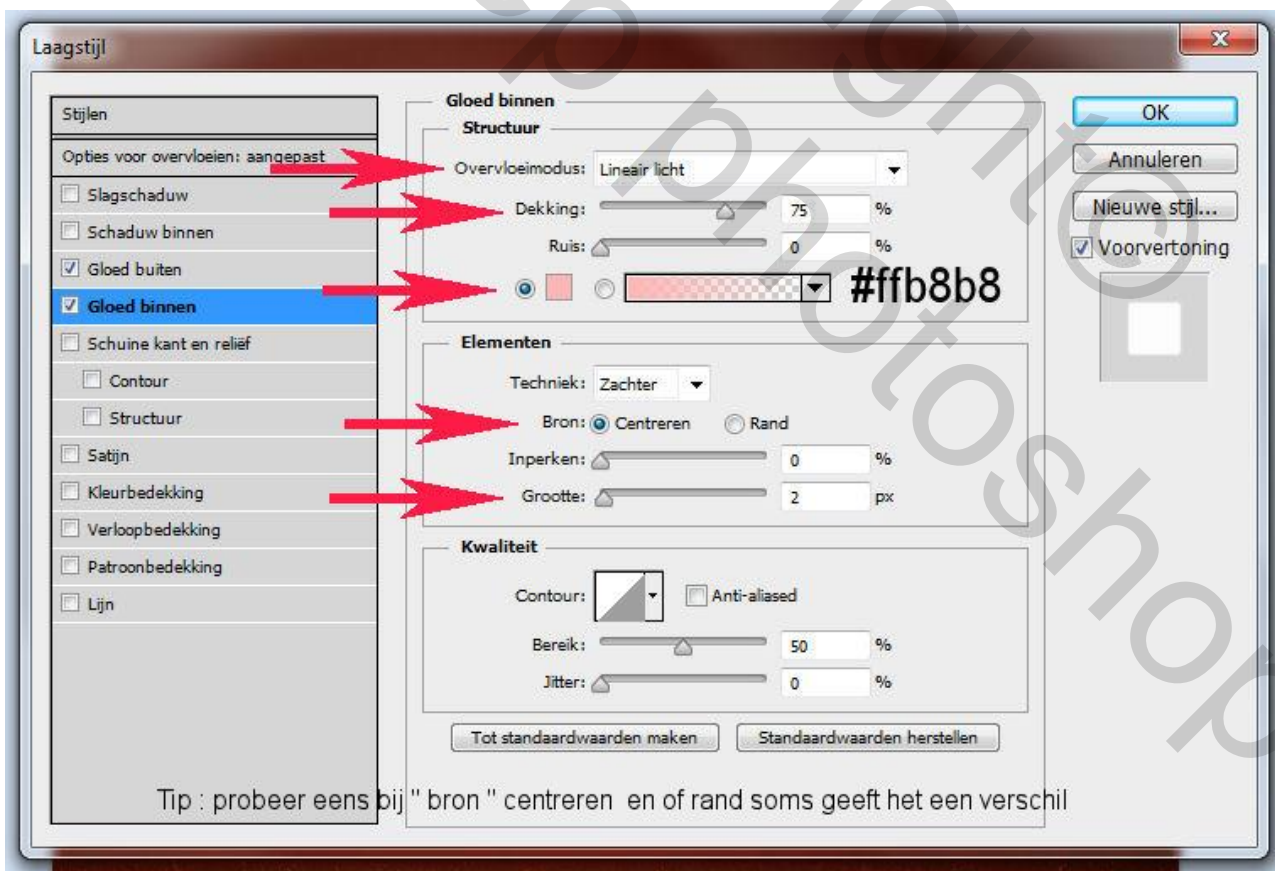 Laagstijl
Stijlen
Opties voor overvloeien: aangepast
Slagschaduw
Schaduw binnen
Gloed buiten
Gloed binnen
Schuine kant en reliëf
Contour
Structuur
Satijn
Kleurbedekking
Verloopbedekking
Patroonbedekking
Lijn
Gloed binnen
Structuur
Overvloeimodus: Lineair licht
Dekking: 75 %
Ruis: 0 %
#ffb8b8
Elementen
Techniek: Zachter
Bron: Centreren Rand
Inperken: 0 %
Grootte: 2 px
Kwaliteit
Contour: Anti-aliased
Bereik: 50 %
Jitter: 0 %
Tot standaardwaarden maken Standaardwaarden herstellen
OK
Annuleren
Nieuwe stijl...
Voorvertoning
Tip : probeer eens bij " bron " centreren en of rand soms geeft het een verschil
photoshop